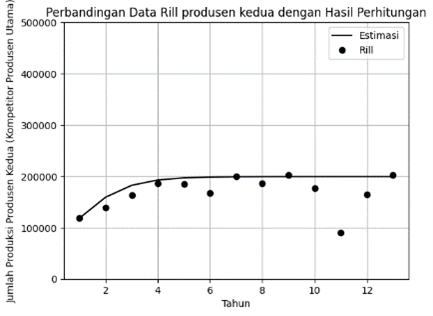 Perbandingan Data Rill produsen kedua dengan Hasil Perhitungan
Jumlah Produksi Produsen Kedua (Kompetitor Produsen Utama)
500000
400000
300000
200000
100000
0
Estimasi
Rill
2
4
6
8
10
12
Tahun